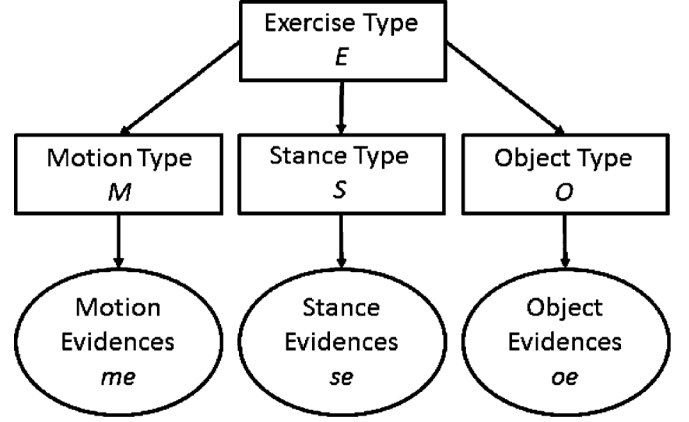 Exercise Type
E
Motion Type
M
Stance Type
S
Object Type
O
Motion
Evidences
me
Stance
Evidences
se
Object
Evidences
oe